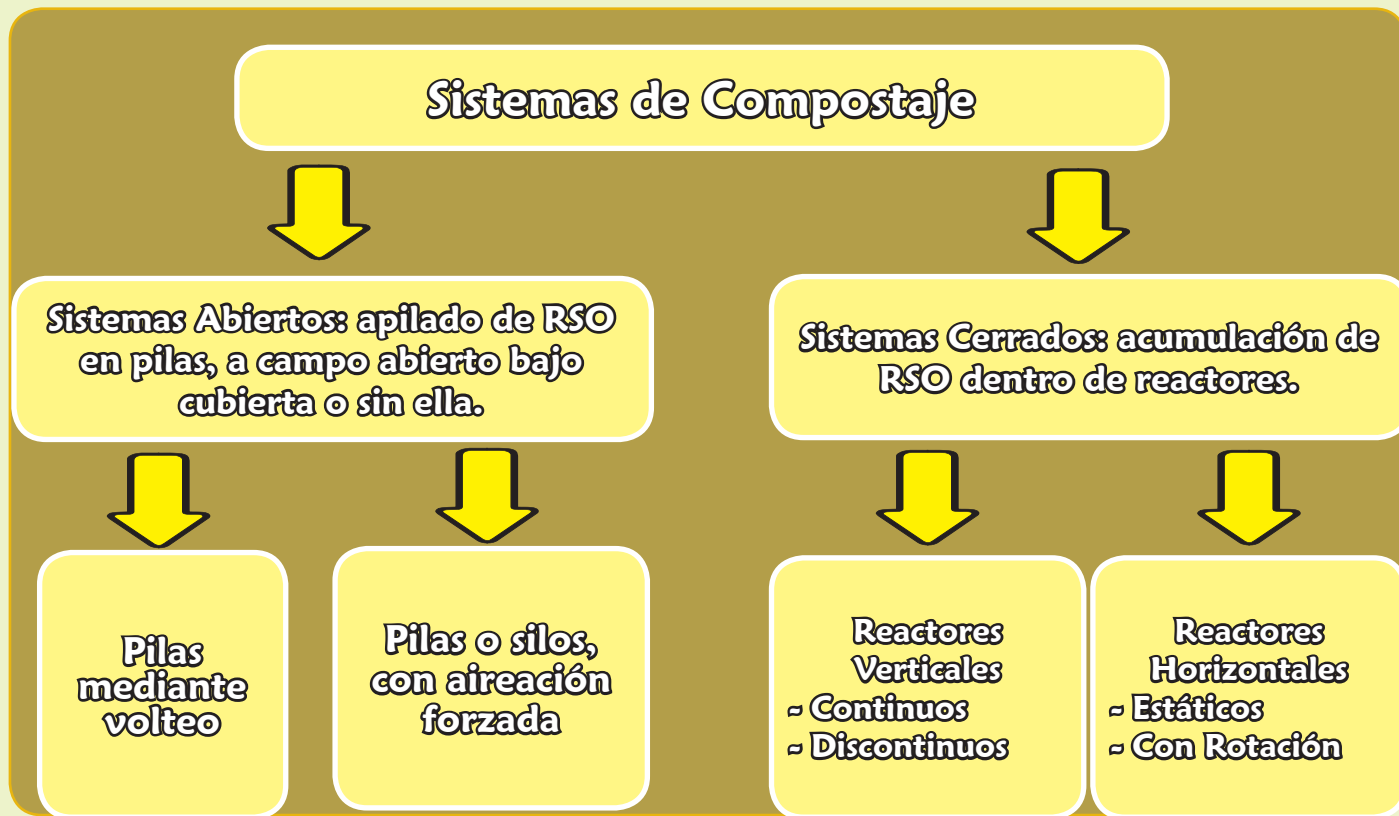 Sistemas de Compostaje
Sistemas Abiertos: apilado de RSO
en pilas, a campo abierto bajo
cubierta o sin ella.
Sistemas Cerrados: acumulación de
RSO dentro de reactores.
Pilas
mediante
volteo
Pilas o silos,
con aireación
forzada
Reactores
Verticales
~ Continuos
~ Discontinuos
Reactores
Horizontales
~ Estáticos
~ Con Rotación